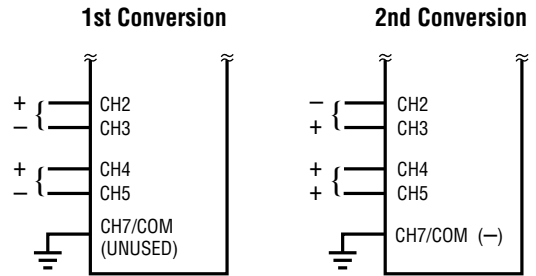 1st Conversion
+ { CH2
– CH3
+ { CH4
– CH5
CH7/COM
(UNUSED)
2nd Conversion
– { CH2
+ CH3
+ { CH4
+ CH5
CH7/COM (–)